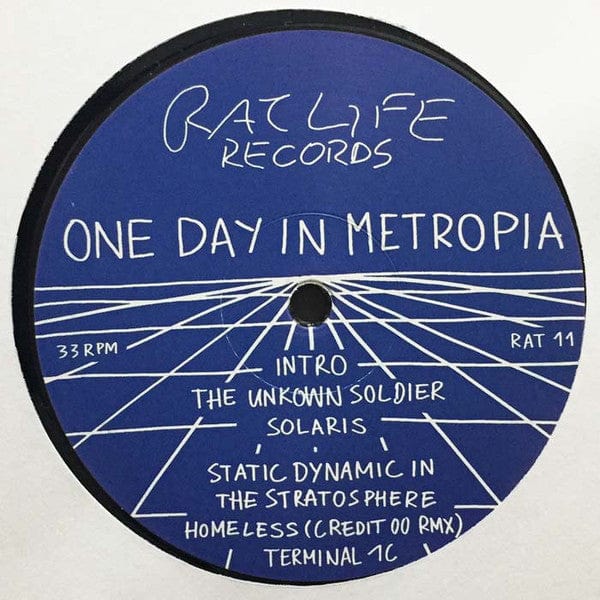 RAT LIFE
RECORDS
ONE DAY IN METROPIA
33 RPM
RAT 11
INTRO
THE UNKOWN SOLDIER
SOLARIS
STATIC DYNAMIC IN
THE STRATOSPHERE
HOMELESS (CREDIT 00 RMX)
TERMINAL 1C